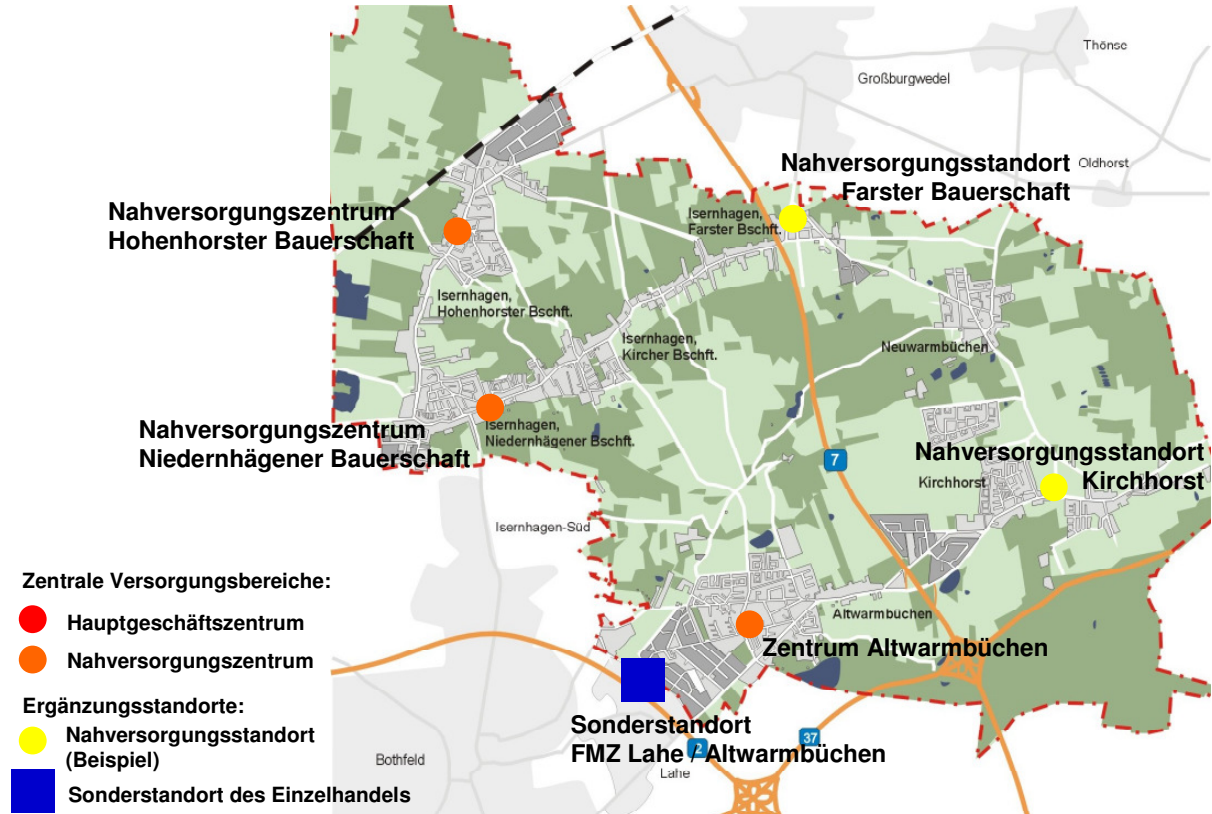 Thönse
Großburgwedel
Oldhorst
Nahversorgungsstandort
Farster Bauerschaft
Nahversorgungszentrum
Hohenhorster Bauerschaft
Isernhagen,
Farster Bschft.
Isernhagen,
Hohenhorster Bschft.
Isernhagen,
Kircher Bschft.
Neuwarmbüchen
Nahversorgungszentrum
Niedernhägener Bauerschaft
Isernhagen,
Niedernhägener Bschft.
7
Nahversorgungsstandort
Kirchhorst
Kirchhorst
Isernhagen-Süd
Altwarmbüchen
Zentrum Altwarmbüchen
Sonderstandort
FMZ Lahe / Altwarmbüchen
2
37
Lahe
Bothfeld
Zentrale Versorgungsbereiche:
Hauptgeschäftszentrum
Nahversorgungszentrum
Ergänzungsstandorte:
Nahversorgungsstandort
(Beispiel)
Sonderstandort des Einzelhandels